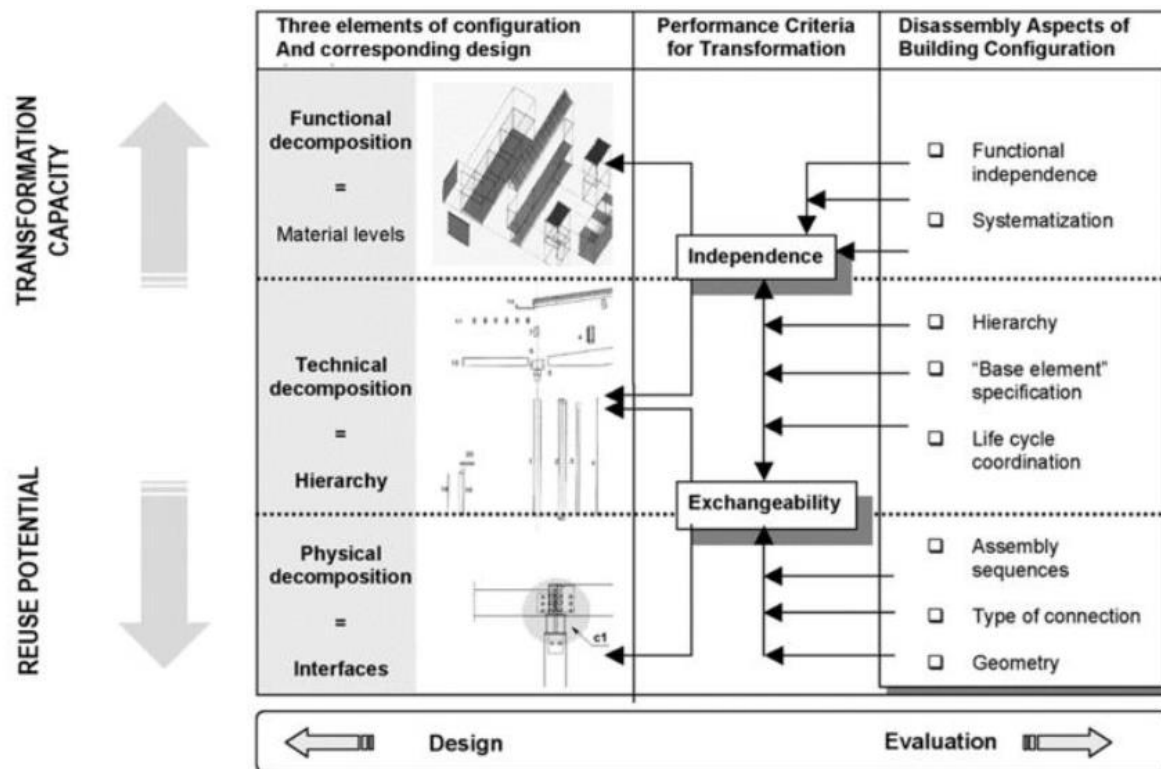 Three elements of configuration
And corresponding design
Performance Criteria
for Transformation
Disassembly Aspects of
Building Configuration
TRANSFORMATION
CAPACITY
REUSE POTENTIAL
Functional
decomposition
=
Material levels
Technical
decomposition
=
Hierarchy
Physical
decomposition
=
Interfaces
c1
Independence
Exchangeability
Functional
independence
Systematization
Hierarchy
“Base element”
specification
Life cycle
coordination
Assembly
sequences
Type of connection
Geometry
Design
Evaluation